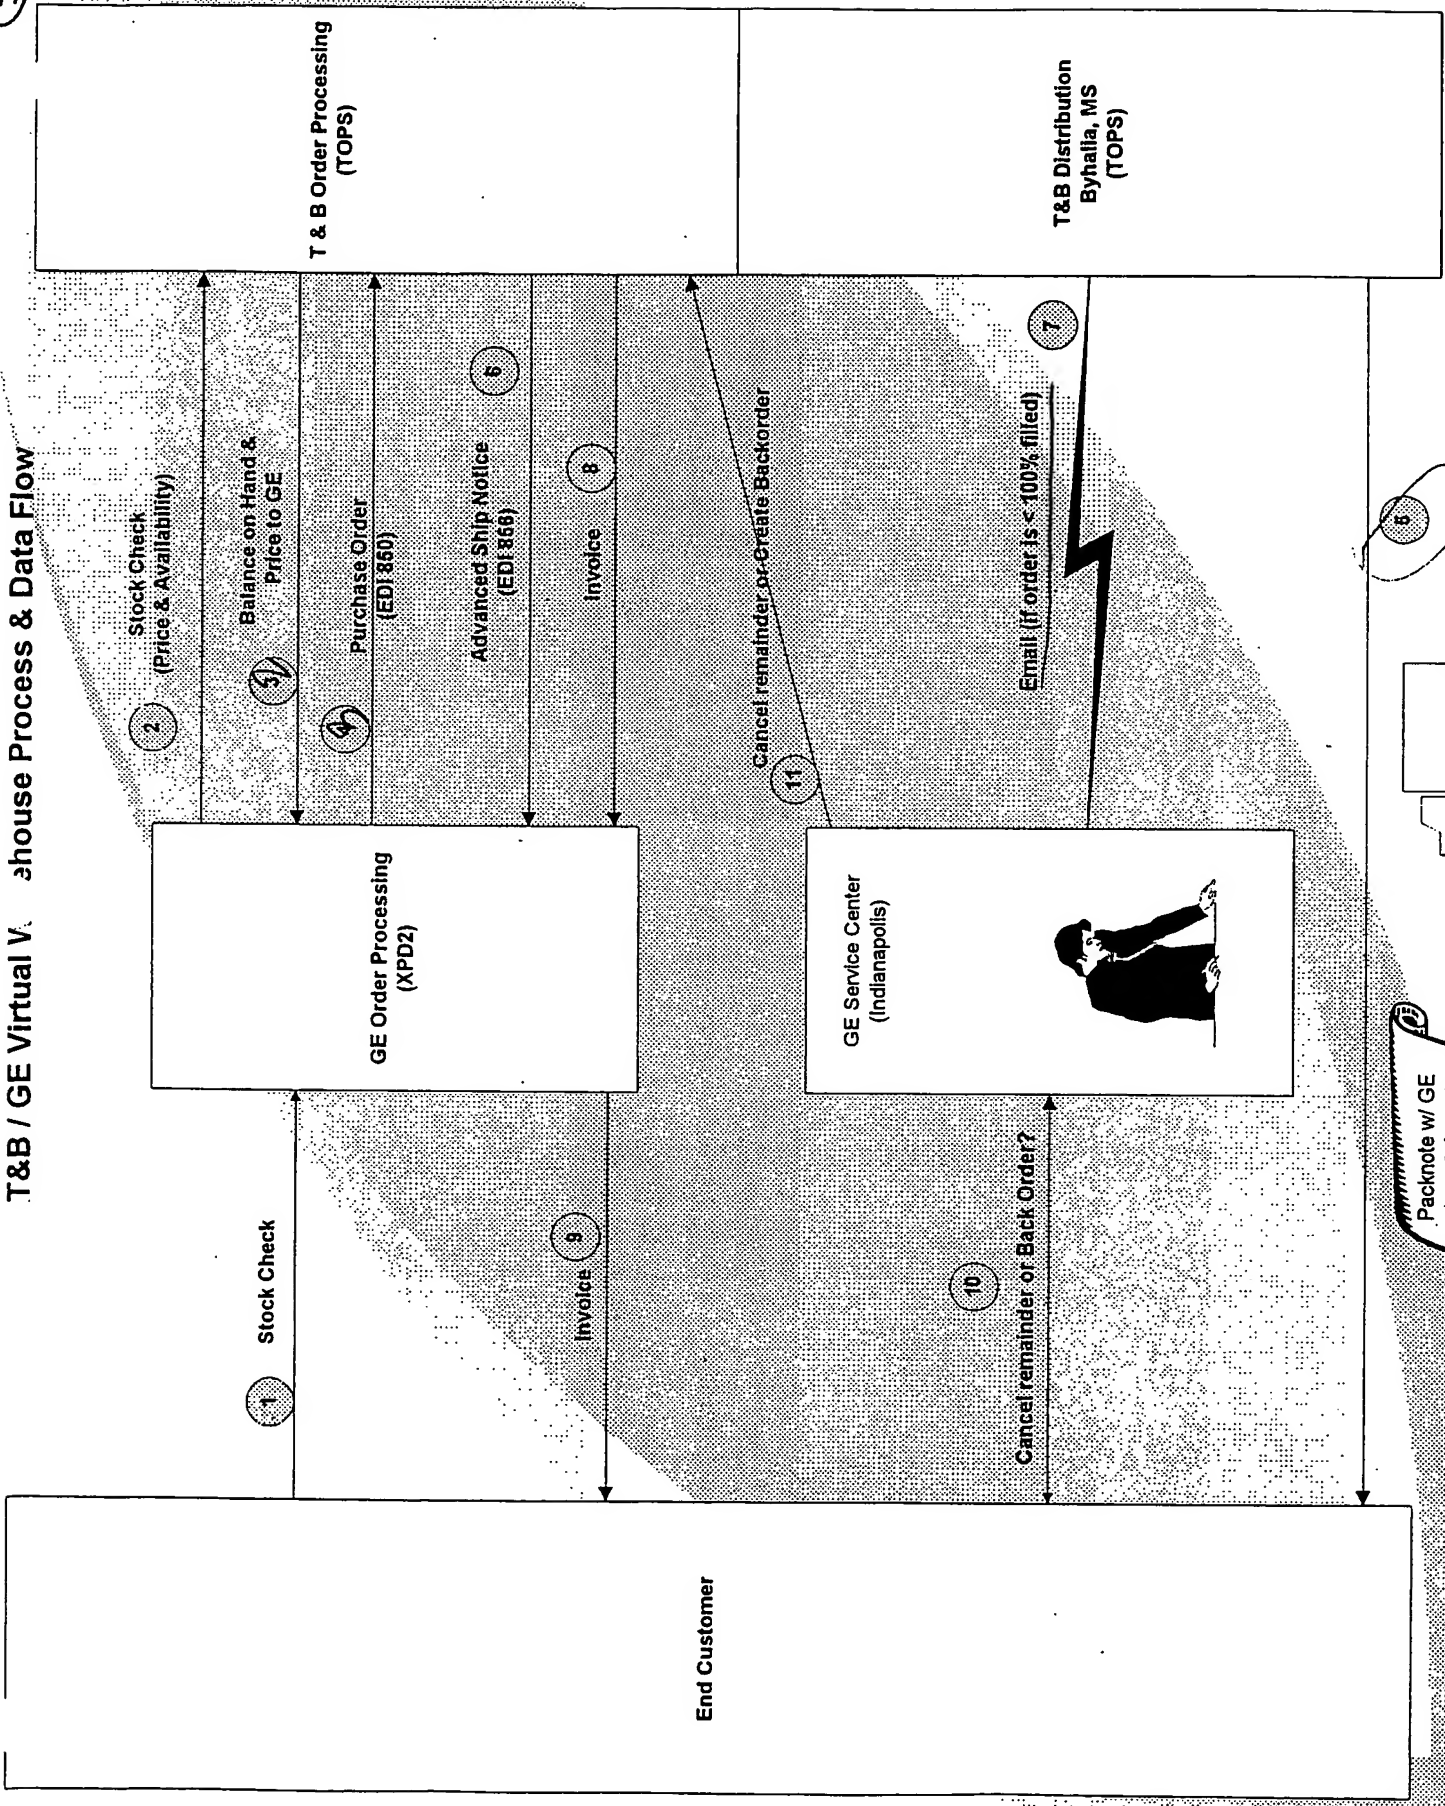 T&B / GE Virtual W ehouse Process & Data Flow
End Customer
1
Stock Check
9
Invoice
10
Cancel remainder or Back Order?
GE Order Processing
(XPD2)
GE Service Center
(Indianapolis)
2
Stock Check
(Price & Availability)
3
Balance on Hand &
Price to GE
4
Purchase Order
(EDI 850)
6
Advanced Ship Notice
(EDI 856)
8
Invoice
11
Cancel remainder or Create Backorder
7
Email (if order is < 100% filled)
5
Packnote w/ GE
T & B Order Processing
(TOPS)
T&B Distribution
Byhalia, MS
(TOPS)